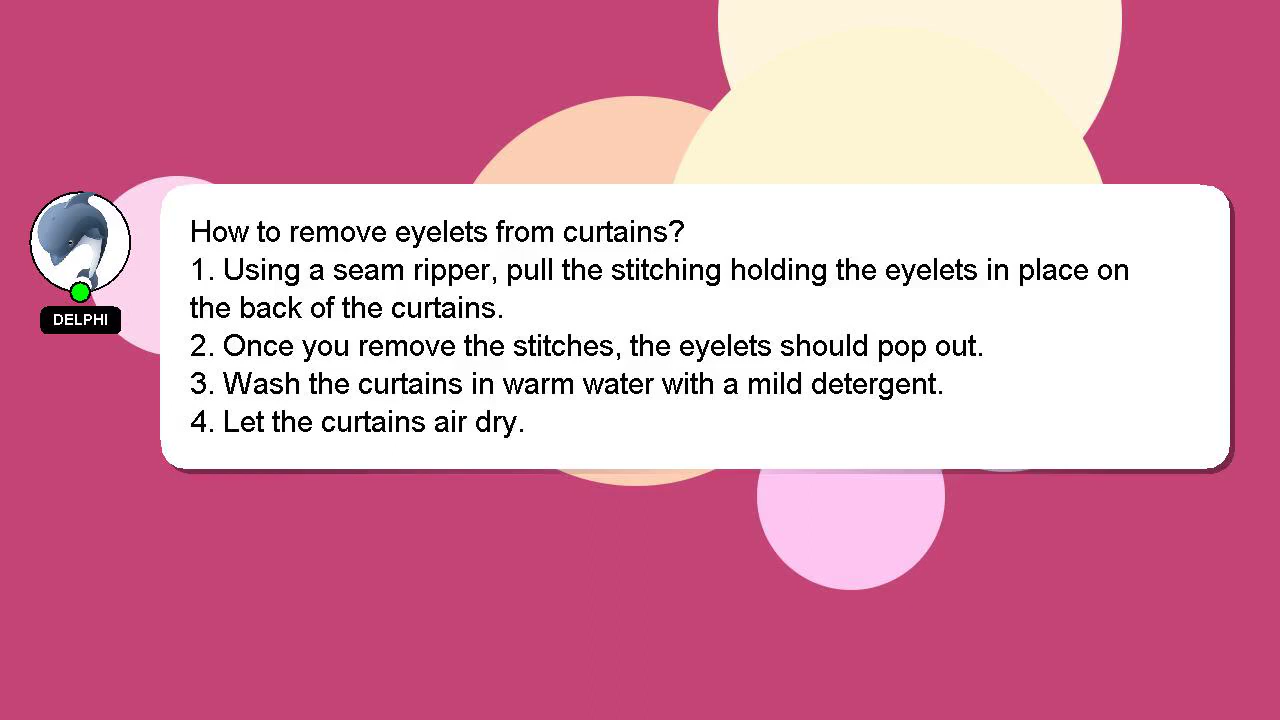 How to remove eyelets from curtains?
1. Using a seam ripper, pull the stitching holding the eyelets in place on
the back of the curtains.
2. Once you remove the stitches, the eyelets should pop out.
3. Wash the curtains in warm water with a mild detergent.
4. Let the curtains air dry.
DELPHI